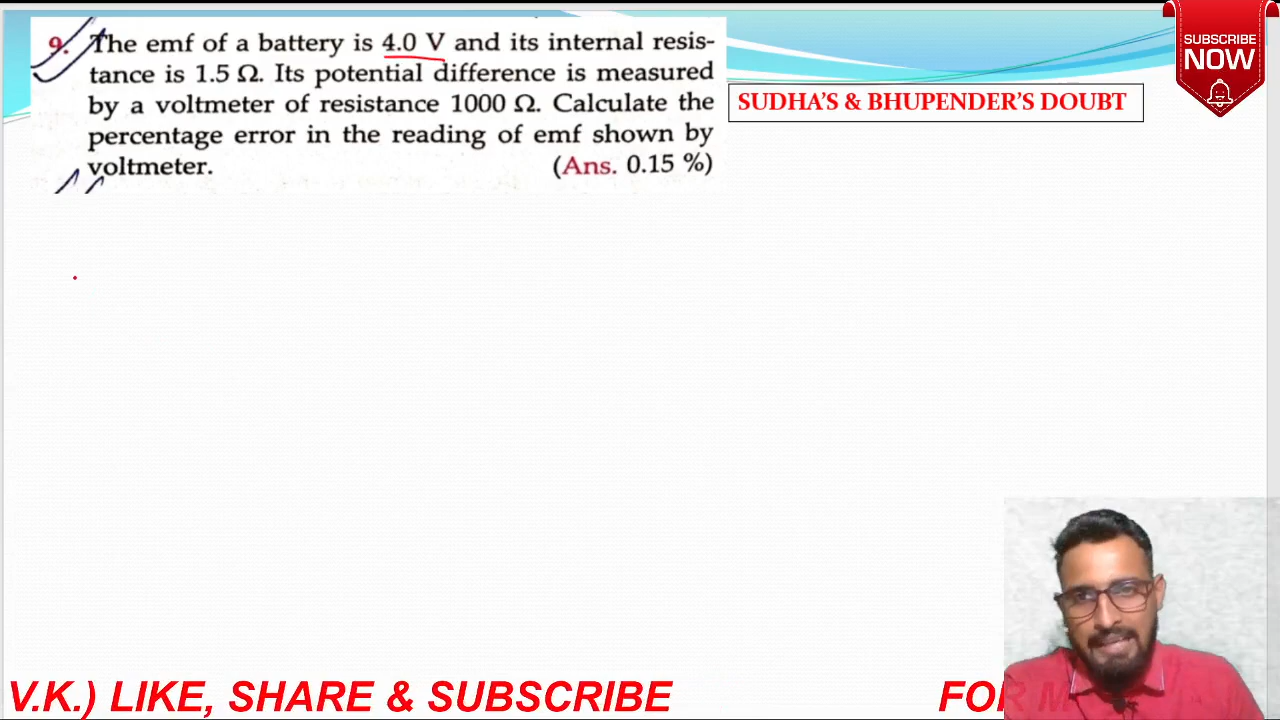 9. The emf of a battery is 4.0 V and its internal resis-
tance is 1.5 Ω. Its potential difference is measured
by a voltmeter of resistance 1000 Ω. Calculate the
percentage error in the reading of emf shown by
voltmeter. (Ans. 0.15 %)
SUDHA'S & BHUPENDER'S DOUBT
SUBSCRIBE
NOW
V.K.) LIKE, SHARE & SUBSCRIBE FOR